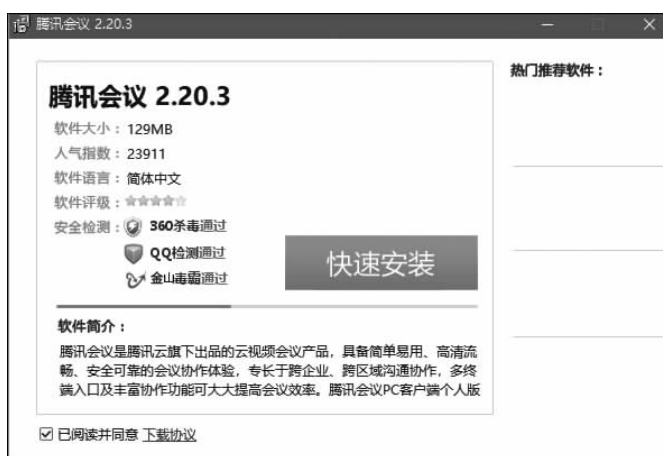 腾讯会议 2.20.3
热门推荐软件：
腾讯会议 2.20.3
软件大小：129MB
人气指数：23911
软件语言：简体中文
软件评级：
安全检测：360杀毒通过
QQ检测通过
金山毒霸通过
快速安装
软件简介：
腾讯会议是腾讯云旗下出品的云视频会议产品，具备简单易用、高清流
畅、安全可靠的会议协作体验，专长于跨企业、跨区域沟通协作，多终
端入口及丰富协作功能可大大提高会议效率。腾讯会议PC客户端个人版
已阅读并同意 下载协议